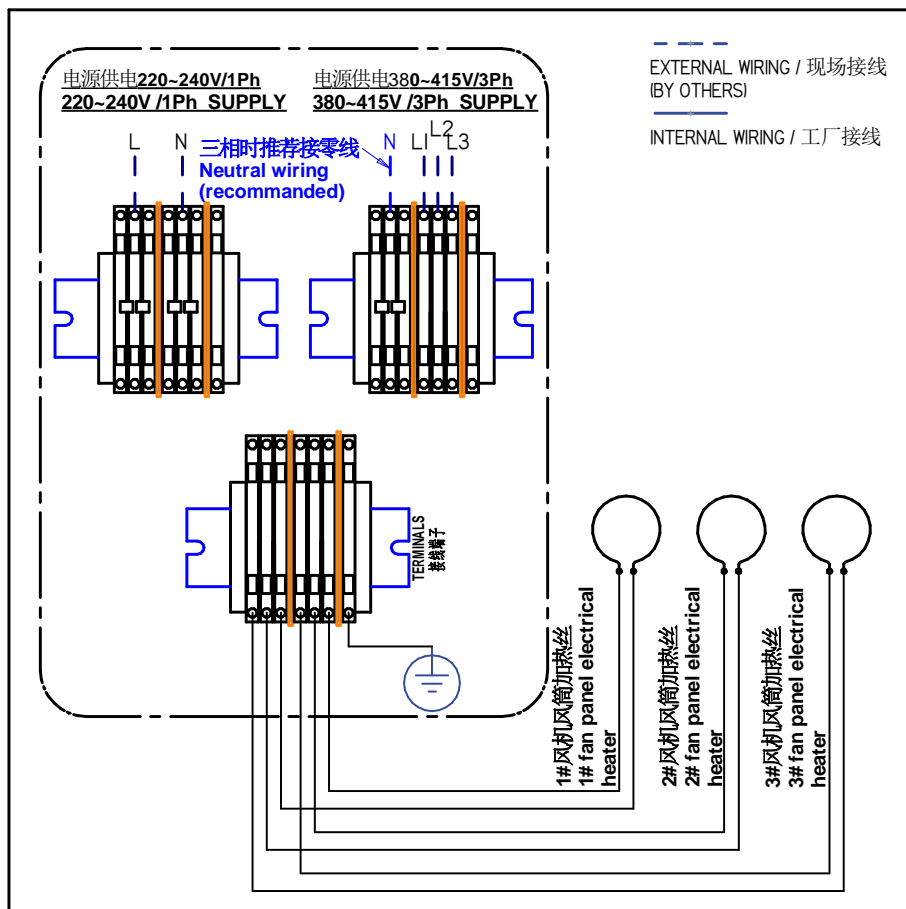 电源供电220~240V/1Ph
220~240V /1Ph SUPPLY
电源供电380~415V/3Ph
380~415V /3Ph SUPPLY
EXTERNAL WIRING / 现场接线
(BY OTHERS)
INTERNAL WIRING / 工厂接线
L
N
三相时推荐接零线
Neutral wiring
(recommanded)
N
L1
L2
L3
TERMINALS
接线端子
1#风机风筒加热丝
1# fan panel electrical
heater
2#风机风筒加热丝
2# fan panel electrical
heater
3#风机风筒加热丝
3# fan panel electrical
heater